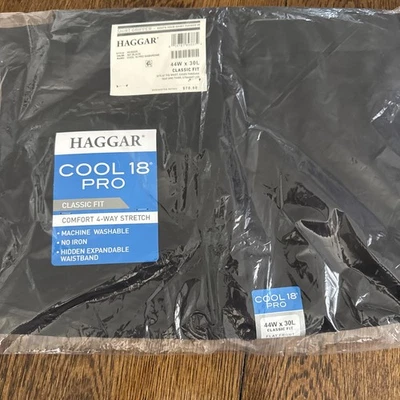 HAGGAR
44W x 30L
CLASSIC FIT
HAGGAR®
COOL 18®
PRO
CLASSIC FIT
COMFORT 4-WAY STRETCH
• MACHINE WASHABLE
• NO IRON
• HIDDEN EXPANDABLE
WAISTBAND
COOL 18®
PRO
44W x 30L
CLASSIC FIT